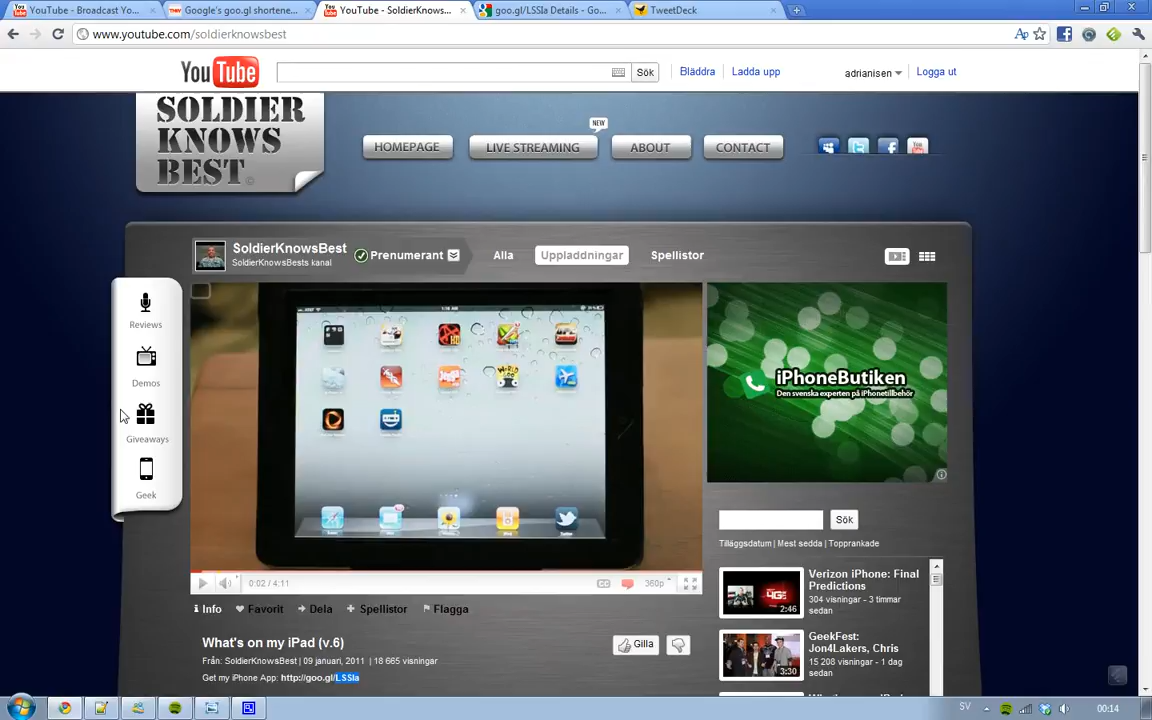 YouTube - Broadcast Yo...
Google's goo.gl shortene...
YouTube - SoldierKnows...
goo.gl/LSSIa Details - Go...
TweetDeck
www.youtube.com/soldierknowsbest
YouTube
Sök
Bläddra
Ladda upp
adrianisen
Logga ut
SOLDIER
KNOWS
BEST
HOMEPAGE
LIVE STREAMING
NEW
ABOUT
CONTACT
SoldierKnowsBest
SoldierKnowsBests kanal
Prenumerant
Alla
Uppladdningar
Spellistor
Reviews
Demos
Giveaways
Geek
iPhoneButiken
Den svenska experten på iPhonetillbehör
Sök
Tilläggsdatum | Mest sedda | Topprankade
0:02 / 4:11
CC
360p
Info
Favorit
Dela
Spellistor
Flagga
Verizon iPhone: Final
Predictions
304 visningar - 3 timmar
sedan
2:46
What's on my iPad (v.6)
Gilla
Från: SoldierKnowsBest | 09 januari, 2011 | 18 665 visningar
Get my iPhone App: http://goo.gl/LSSIa
GeekFest:
Jon4Lakers, Chris
15 208 visningar - 1 dag
sedan
3:30
SV
00:14